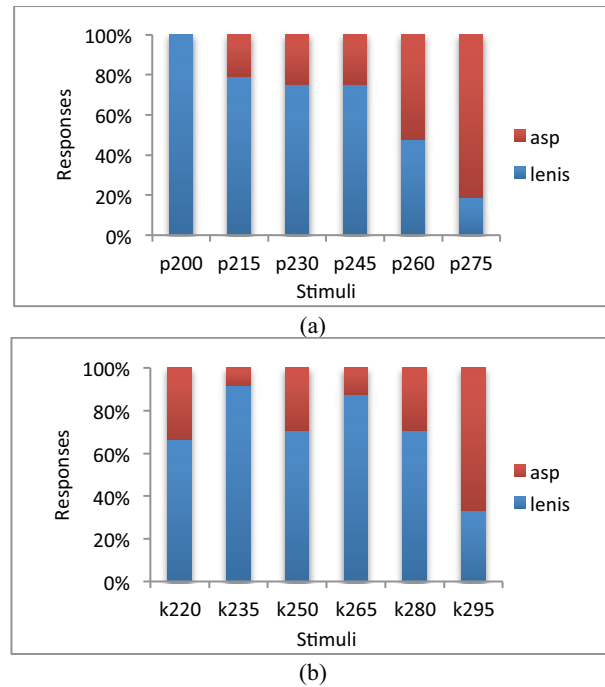 100%
80%
60%
40%
20%
0%
Responses
asp
lenis
p200 p215 p230 p245 p260 p275
Stimuli
(a)
100%
80%
60%
40%
20%
0%
Responses
asp
lenis
k220 k235 k250 k265 k280 k295
Stimuli
(b)